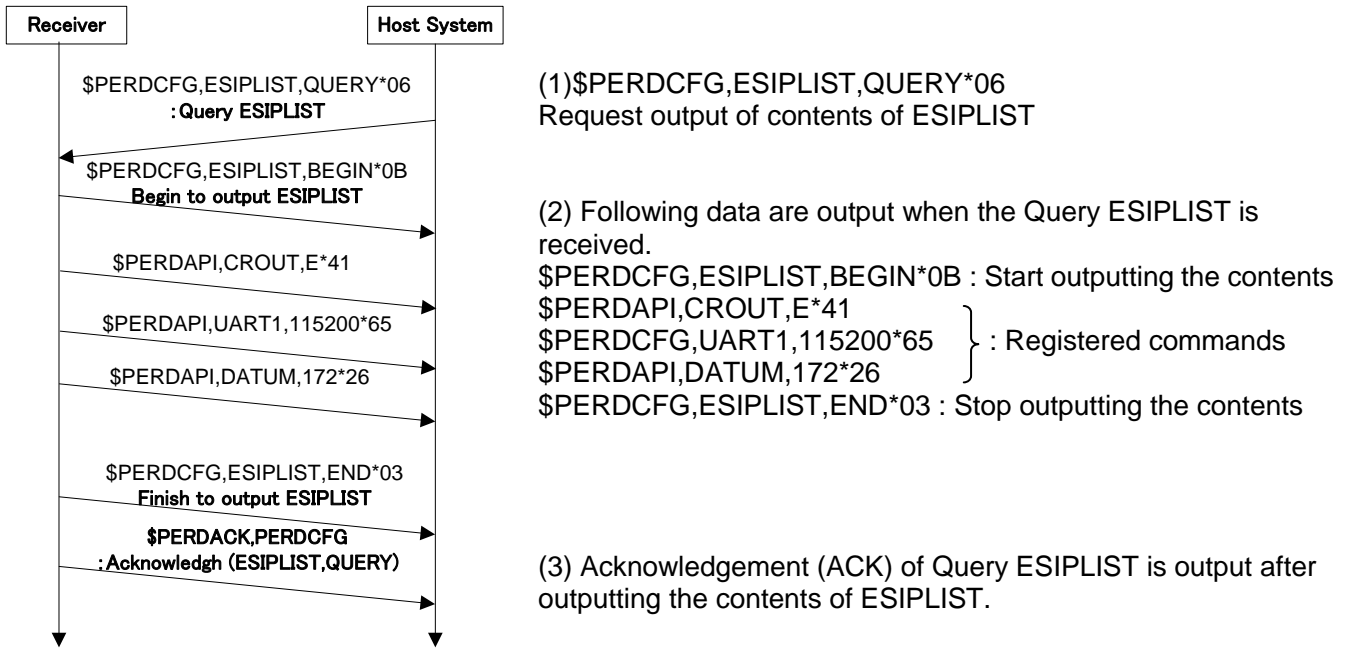 Receiver
Host System
$PERDCFG,ESIPLIST,QUERY*06
:Query ESIPLIST
$PERDCFG,ESIPLIST,BEGIN*0B
Begin to output ESIPLIST
$PERDAPI,CROUT,E*41
$PERDAPI,UART1,115200*65
$PERDAPI,DATUM,172*26
$PERDCFG,ESIPLIST,END*03
Finish to output ESIPLIST
$PERDACK,PERDCFG
:Acknowledgh (ESIPLIST,QUERY)
(1)$PERDCFG,ESIPLIST,QUERY*06
Request output of contents of ESIPLIST
(2) Following data are output when the Query ESIPLIST is
received.
$PERDCFG,ESIPLIST,BEGIN*0B : Start outputting the contents
$PERDAPI,CROUT,E*41
$PERDCFG,UART1,115200*65 : Registered commands
$PERDAPI,DATUM,172*26
$PERDCFG,ESIPLIST,END*03 : Stop outputting the contents
(3) Acknowledgement (ACK) of Query ESIPLIST is output after
outputting the contents of ESIPLIST.